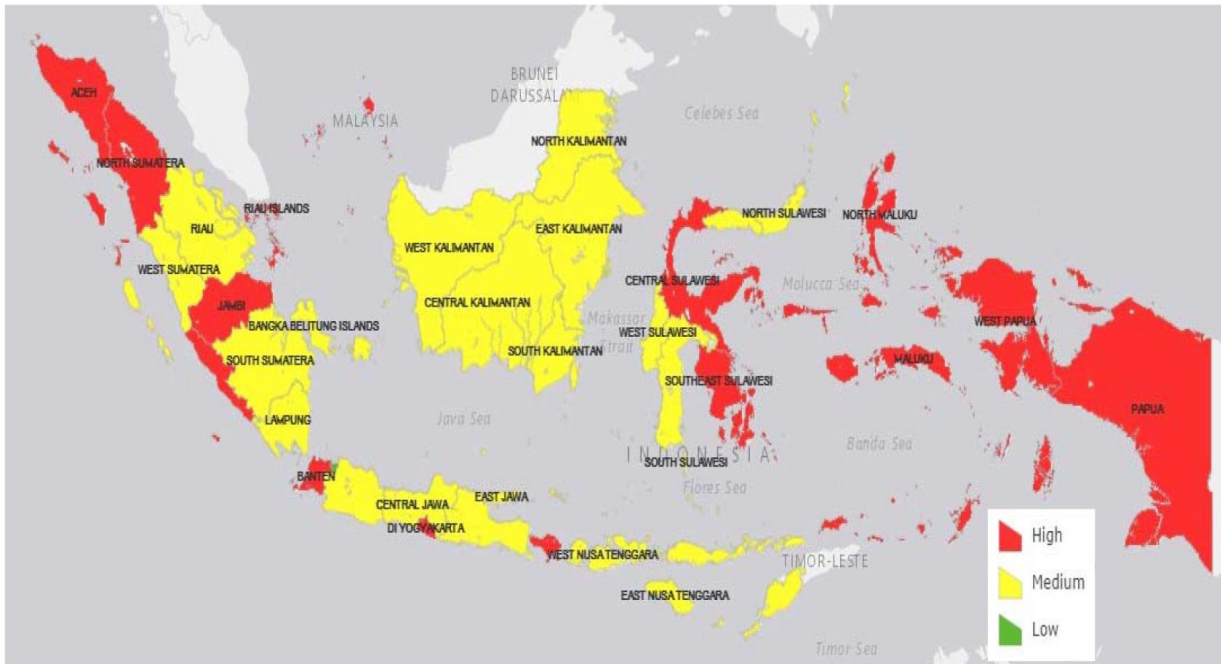 BRUNEI
DARUSSALA
Celebes Sea
ACEH
MALAYSIA
NORTH KALIMANTAN
NORTH SUMATERA
RIAU ISLANDS
NORTH SULAWESI
NORTH MALUKU
RIAU
EAST KALIMANTAN
WEST KALIMANTAN
WEST SUMATERA
CENTRAL SULAWESI
Molucca Sea
CENTRAL KALIMANTAN
JAMBI
Makassar
Strait
WEST PAPUA
BANGKA BELITUNG ISLANDS
WEST SULAWESI
SOUTH KALIMANTAN
SOUTH SUMATERA
MALUKU
SOUTHEAST SULAWESI
PAPUA
LAMPUNG
Java Sea
Banda Sea
INDONESIA
SOUTH SULAWESI
BANTEN
Flores Sea
EAST JAWA
CENTRAL JAWA
DI YOGYAKARTA
WEST NUSA TENGGARA
TIMOR-LESTE
EAST NUSA TENGGARA
Timor Sea
High
Medium
Low